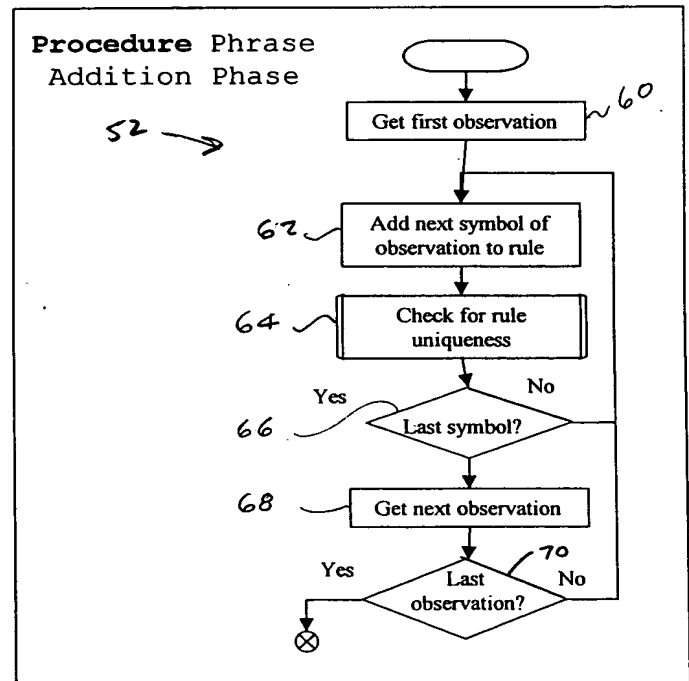 Procedure Phrase
Addition Phase
52
Get first observation
60
62
Add next symbol of
observation to rule
64
Check for rule
uniqueness
Yes
No
66
Last symbol?
68
Get next observation
70
Yes
Last
observation?
No